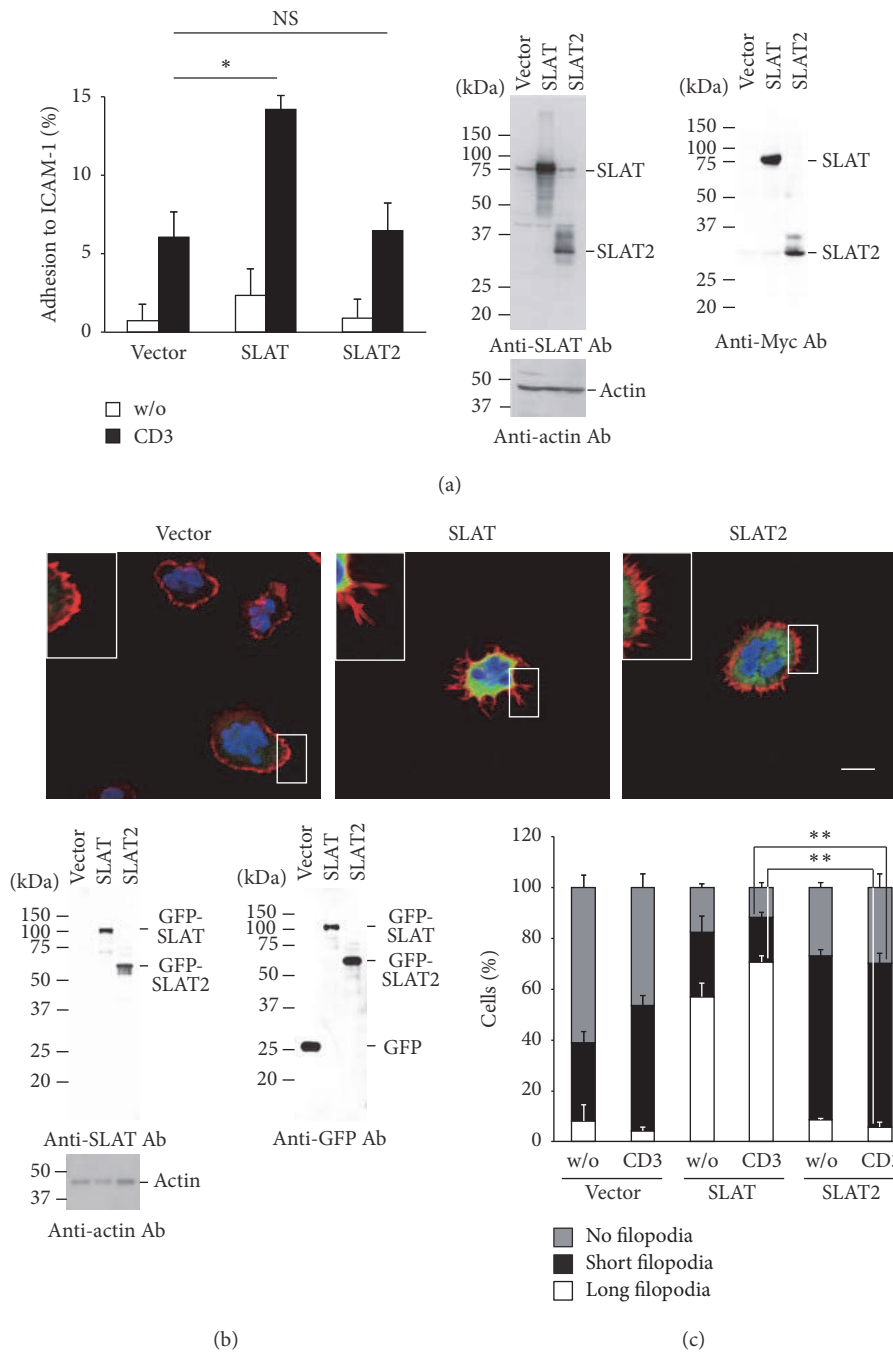 NS
*
Adhesion to ICAM-1 (%)
15
10
5
0
Vector
SLAT
SLAT2
w/o
CD3
Vector
SLAT
SLAT2
(kDa)
150
100
75
50
37
25
20
SLAT
SLAT2
Anti-SLAT Ab
50
37
Actin
Anti-actin Ab
Vector
SLAT
SLAT2
(kDa)
150
100
75
50
37
25
20
SLAT
SLAT2
Anti-Myc Ab
(a)
Vector
SLAT
SLAT2
Vector
SLAT
SLAT2
(kDa)
150
100
75
50
37
25
20
GFP-
SLAT
GFP-
SLAT2
Anti-SLAT Ab
50
37
Actin
Anti-actin Ab
Vector
SLAT
SLAT2
(kDa)
150
100
75
50
37
25
20
GFP-
SLAT
GFP-
SLAT2
GFP
Anti-GFP Ab
(b)
**
**
Cells (%)
120
100
80
60
40
20
0
w/o CD3 w/o CD3 w/o CD3
Vector SLAT SLAT2
No filopodia
Short filopodia
Long filopodia
(c)